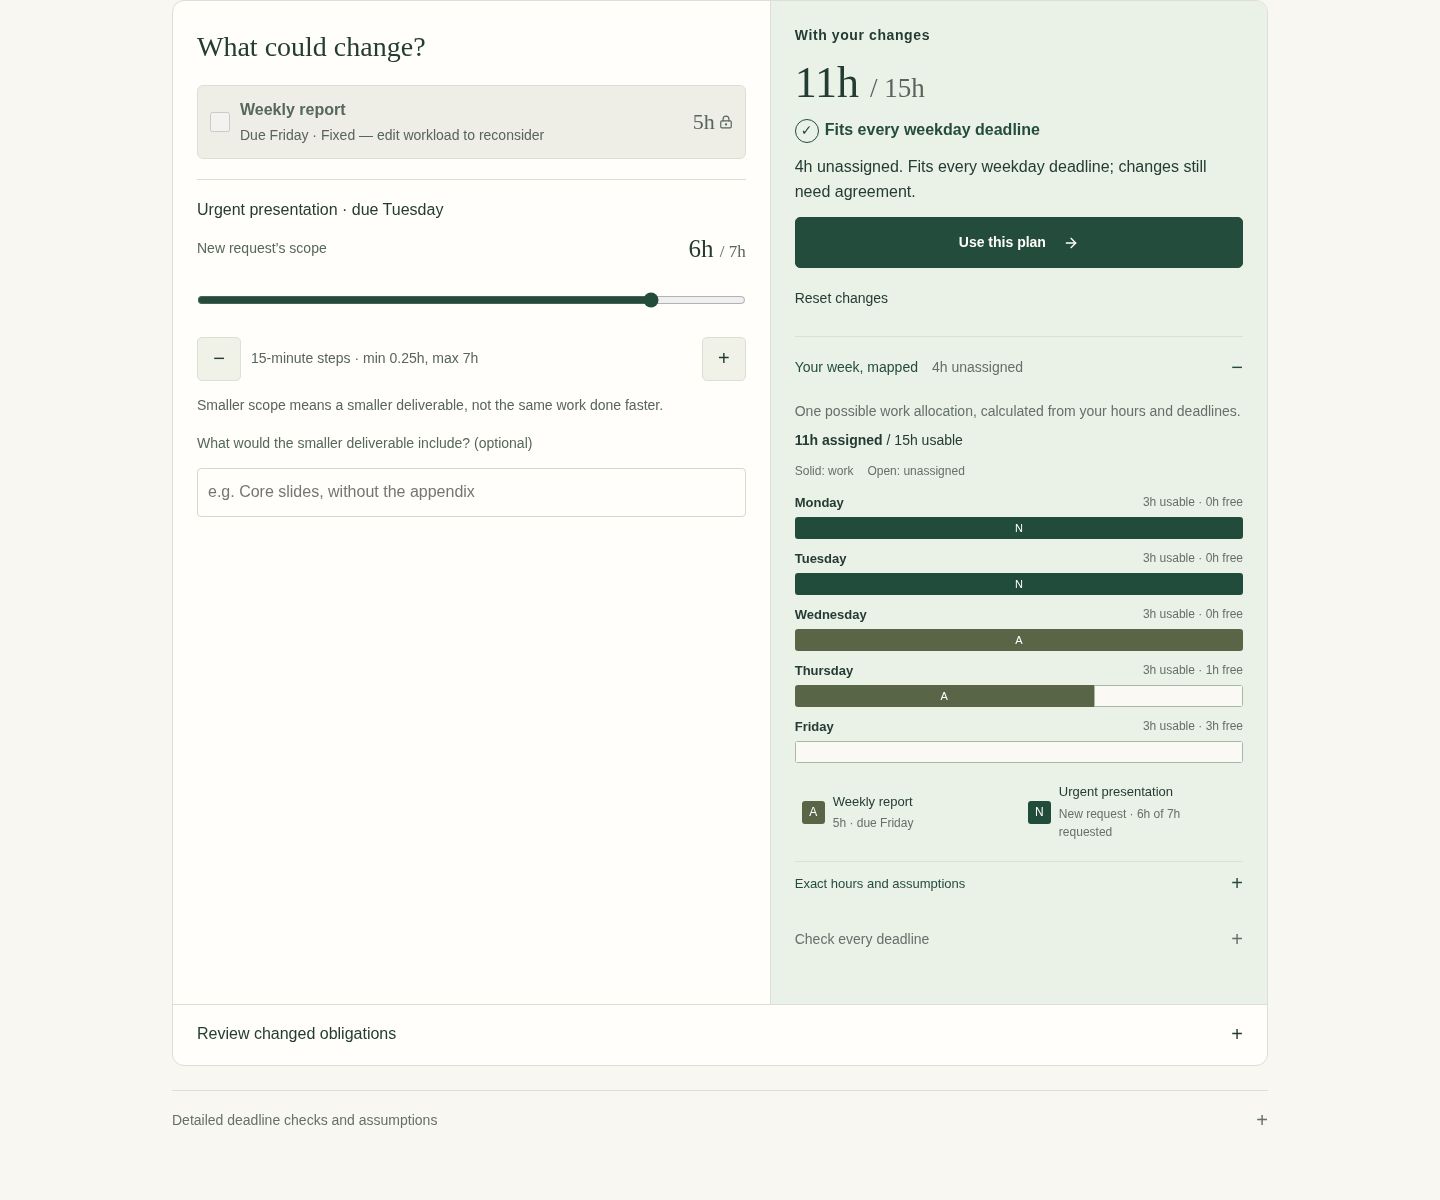 What could change?
Weekly report
Due Friday · Fixed — edit workload to reconsider
5h
Urgent presentation · due Tuesday
New request's scope
6h / 7h
−
15-minute steps · min 0.25h, max 7h
+
Smaller scope means a smaller deliverable, not the same work done faster.
What would the smaller deliverable include? (optional)
e.g. Core slides, without the appendix
With your changes
11h / 15h
✓ Fits every weekday deadline
4h unassigned. Fits every weekday deadline; changes still
need agreement.
Use this plan →
Reset changes
Your week, mapped 4h unassigned −
One possible work allocation, calculated from your hours and deadlines.
11h assigned / 15h usable
Solid: work Open: unassigned
Monday 3h usable · 0h free
N
Tuesday 3h usable · 0h free
N
Wednesday 3h usable · 0h free
A
Thursday 3h usable · 1h free
A
Friday 3h usable · 3h free
A
Weekly report
5h · due Friday
N
Urgent presentation
New request · 6h of 7h
requested
Exact hours and assumptions +
Check every deadline +
Review changed obligations +
Detailed deadline checks and assumptions +